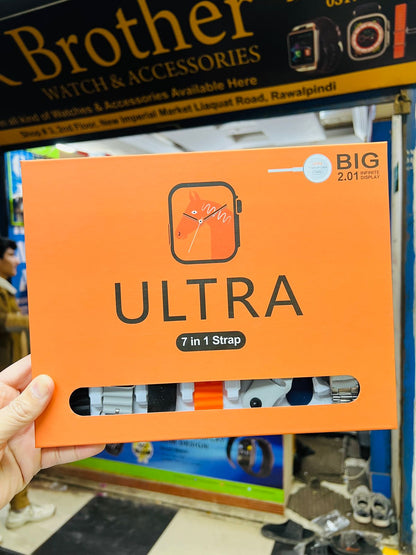 Brother
WATCH & ACCESSORIES
all kind of Watches & Accessories Available Here
Shop # 5, 2nd Floor, New Imperial Market Liaquat Road, Rawalpindi
BIG
2.01 INFINITE
DISPLAY
ULTRA
7 in 1 Strap